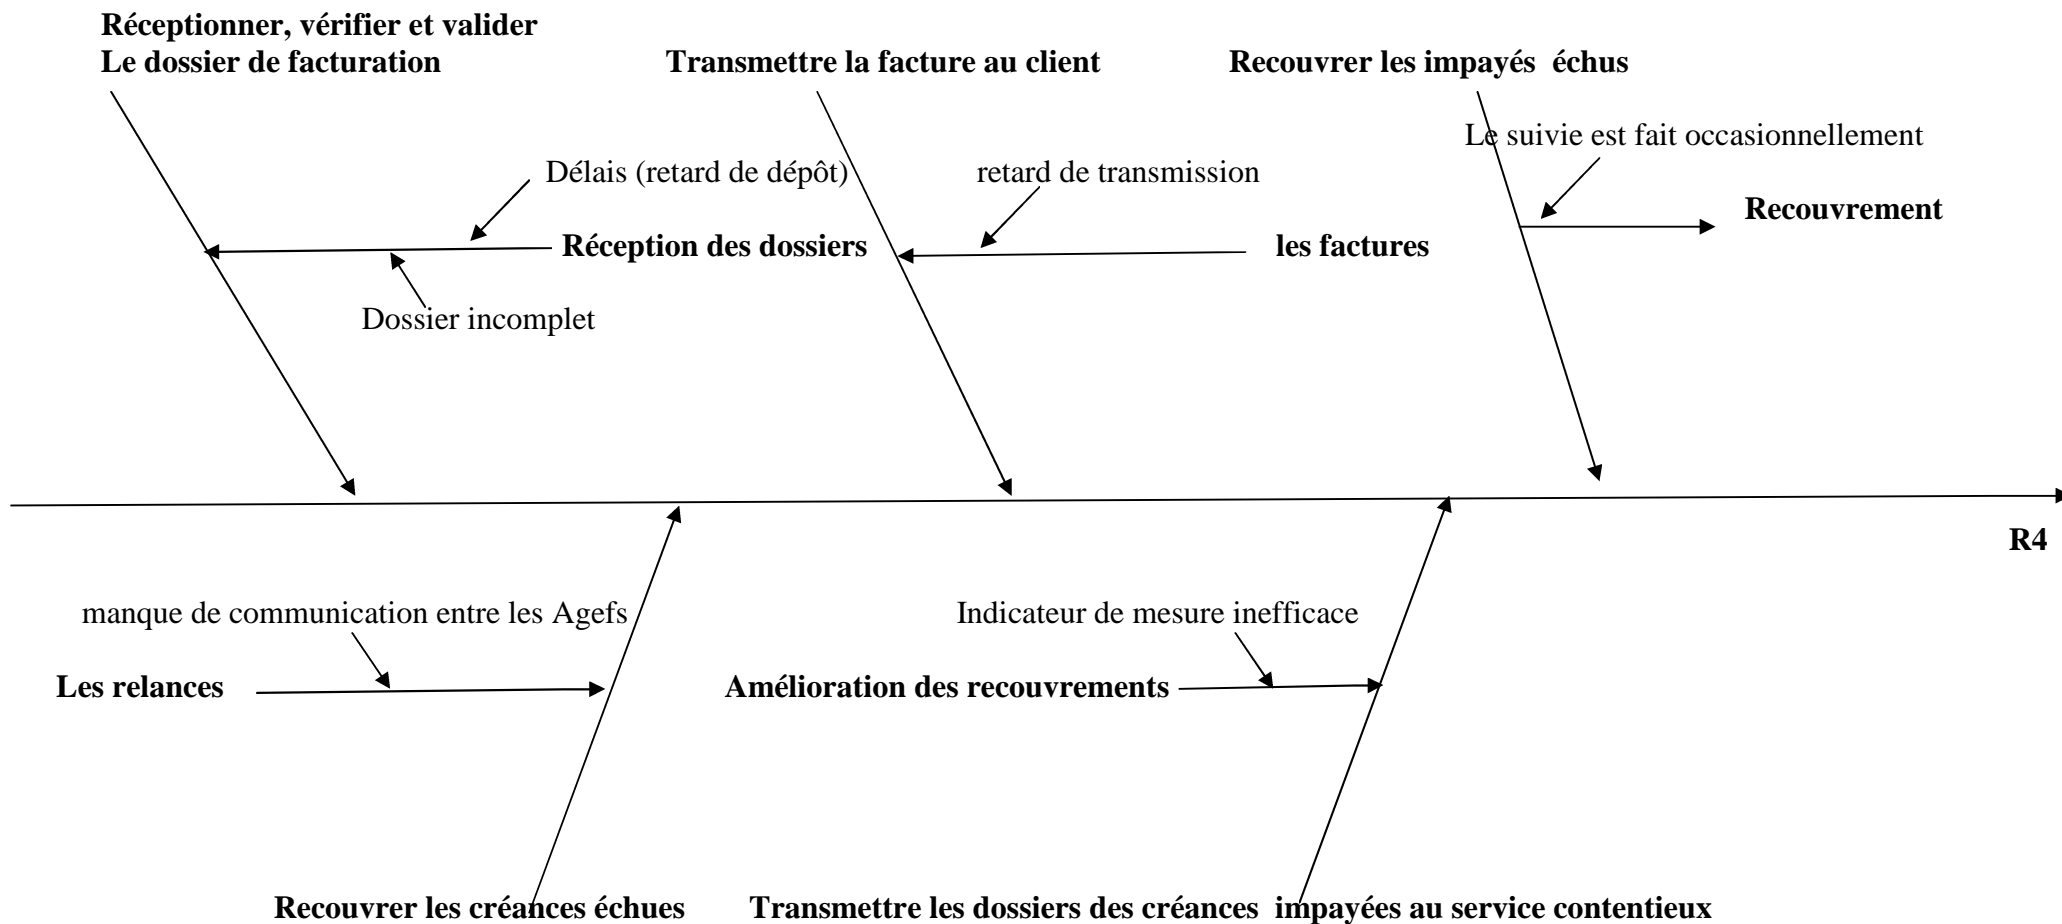 Réceptionner, vérifier et valider
Le dossier de facturation
Transmettre la facture au client
Recouvrer les impayés  échus
Le suivie est fait occasionnellement
Délais (retard de dépôt)
retard de transmission
Recouvrement
Réception des dossiers
les factures
Dossier incomplet
R4
manque de communication entre les Agefs
Indicateur de mesure inefficace
Les relances
Amélioration des recouvrements
Recouvrer les créances échues
Transmettre les dossiers des créances  impayées au service contentieux